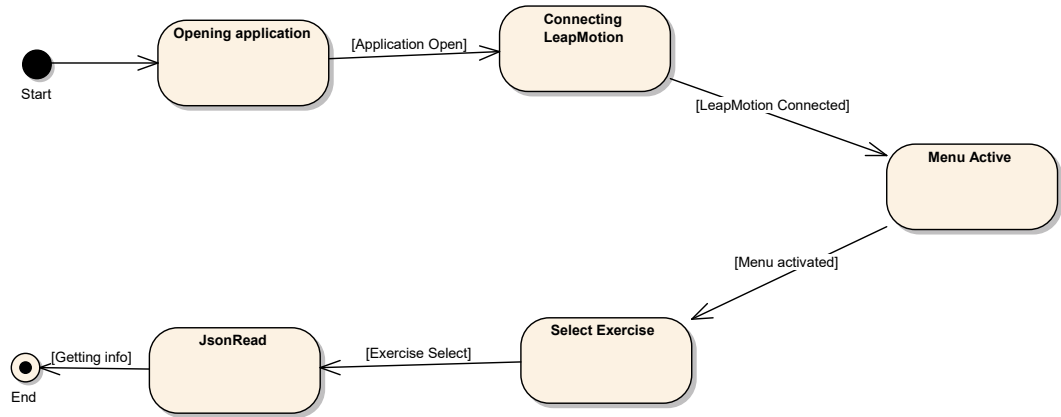 Start
Opening application
[Application Open]
Connecting
LeapMotion
[LeapMotion Connected]
Menu Active
[Menu activated]
Select Exercise
[Exercise Select]
JsonRead
[Getting info]
End